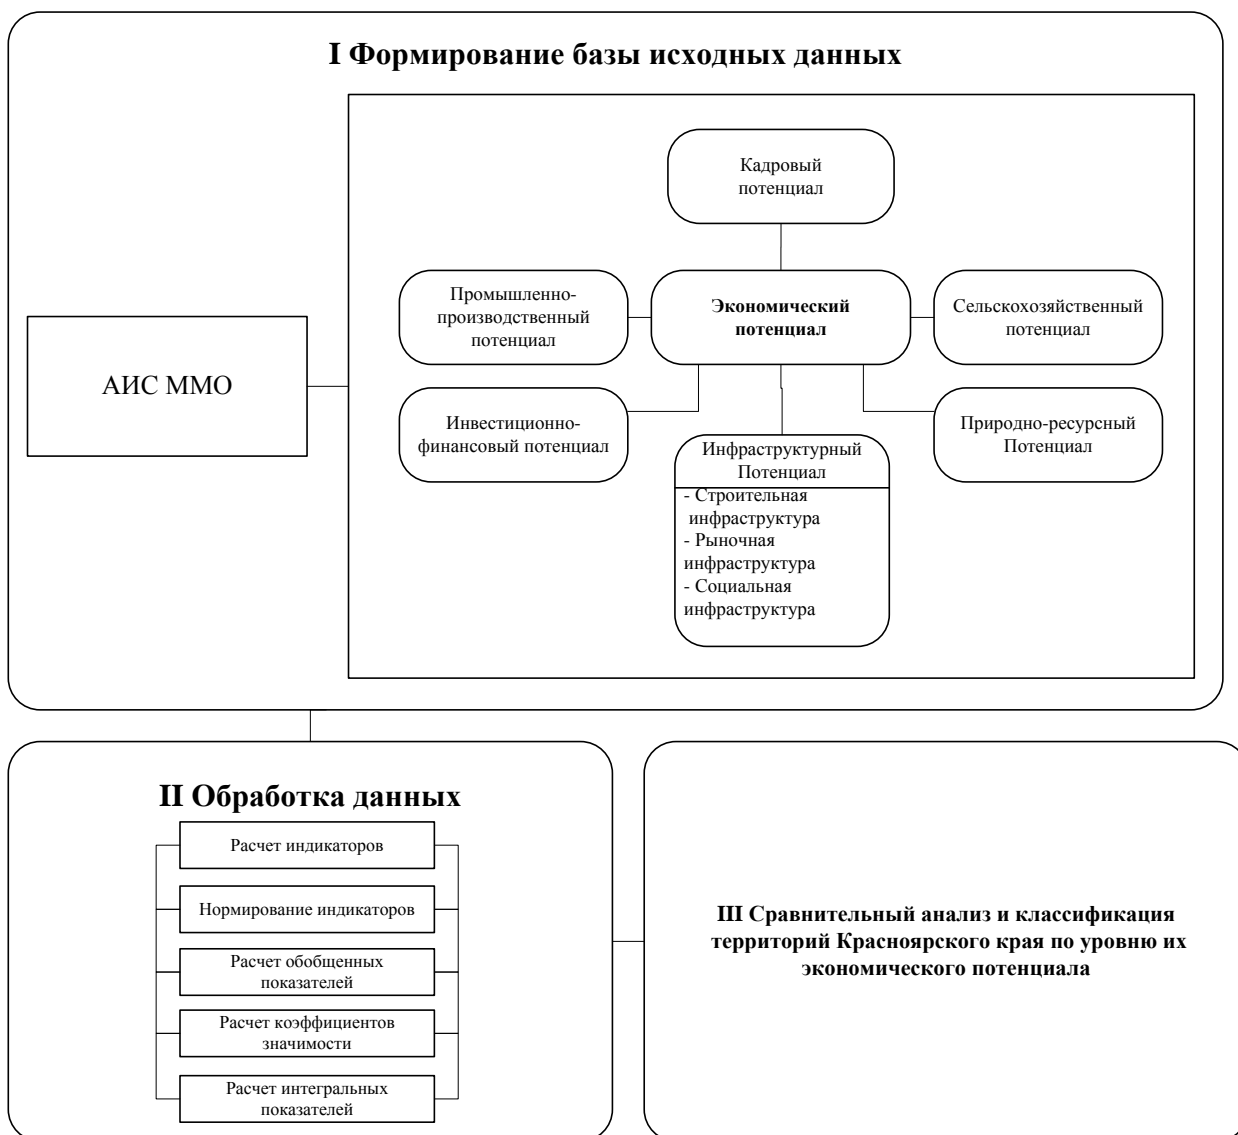 I Формирование базы исходных данных
Кадровый
потенциал
Промышленно-
производственный
потенциал
Экономический
потенциал
Сельскохозяйственный
потенциал
АИС ММО
Инвестиционно-
финансовый потенциал
Природно-ресурсный
Потенциал
Инфраструктурный
Потенциал
- Строительная
инфраструктура
- Рыночная
инфраструктура
- Социальная
инфраструктура
II Обработка данных
Расчет индикаторов
Нормирование индикаторов
Расчет обобщенных
показателей
Расчет коэффициентов
значимости
Расчет интегральных
показателей
III Сравнительный анализ и классификация
территорий Красноярского края по уровню их
экономического потенциала